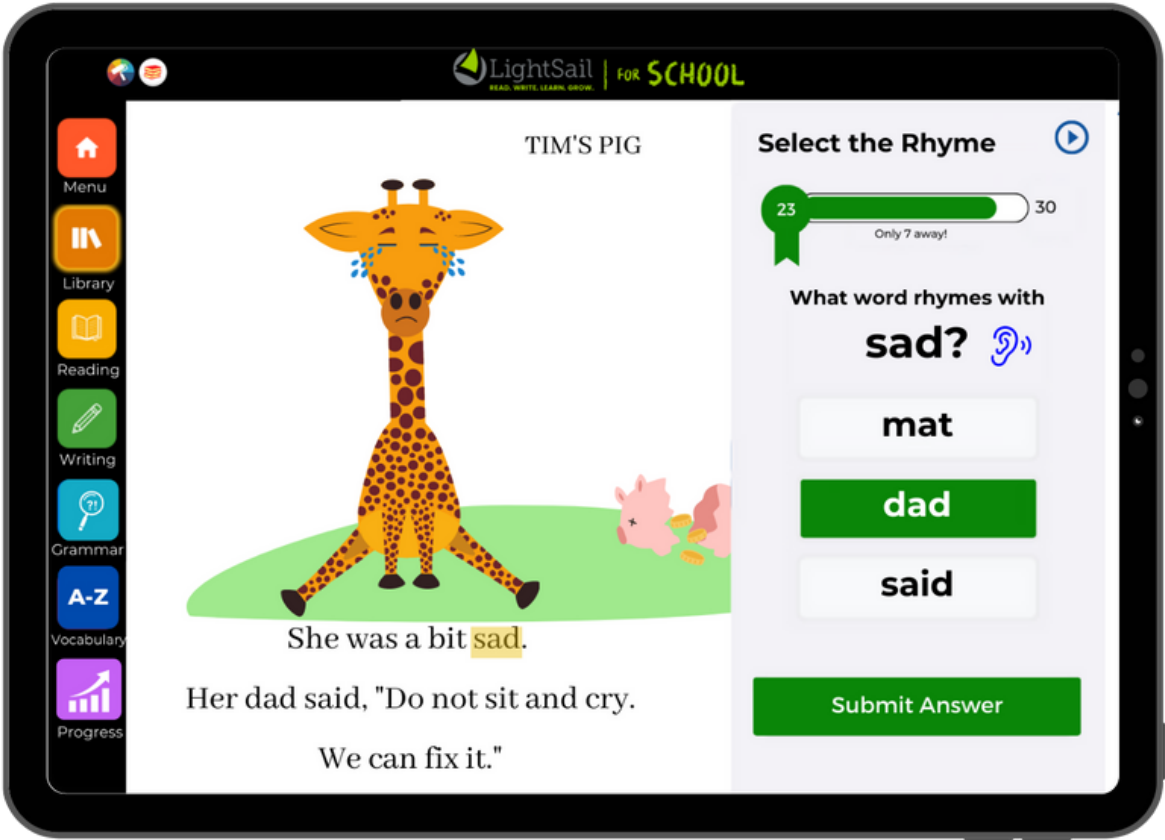 LightSail | FOR SCHOOL
READ. WRITE. LEARN. GROW.
Menu
Library
Reading
Writing
?!
Grammar
A-Z
Vocabulary
Progress
TIM'S PIG
She was a bit sad.
Her dad said, "Do not sit and cry.
We can fix it."
Select the Rhyme
23
30
Only 7 away!
What word rhymes with
sad?
mat
dad
said
Submit Answer